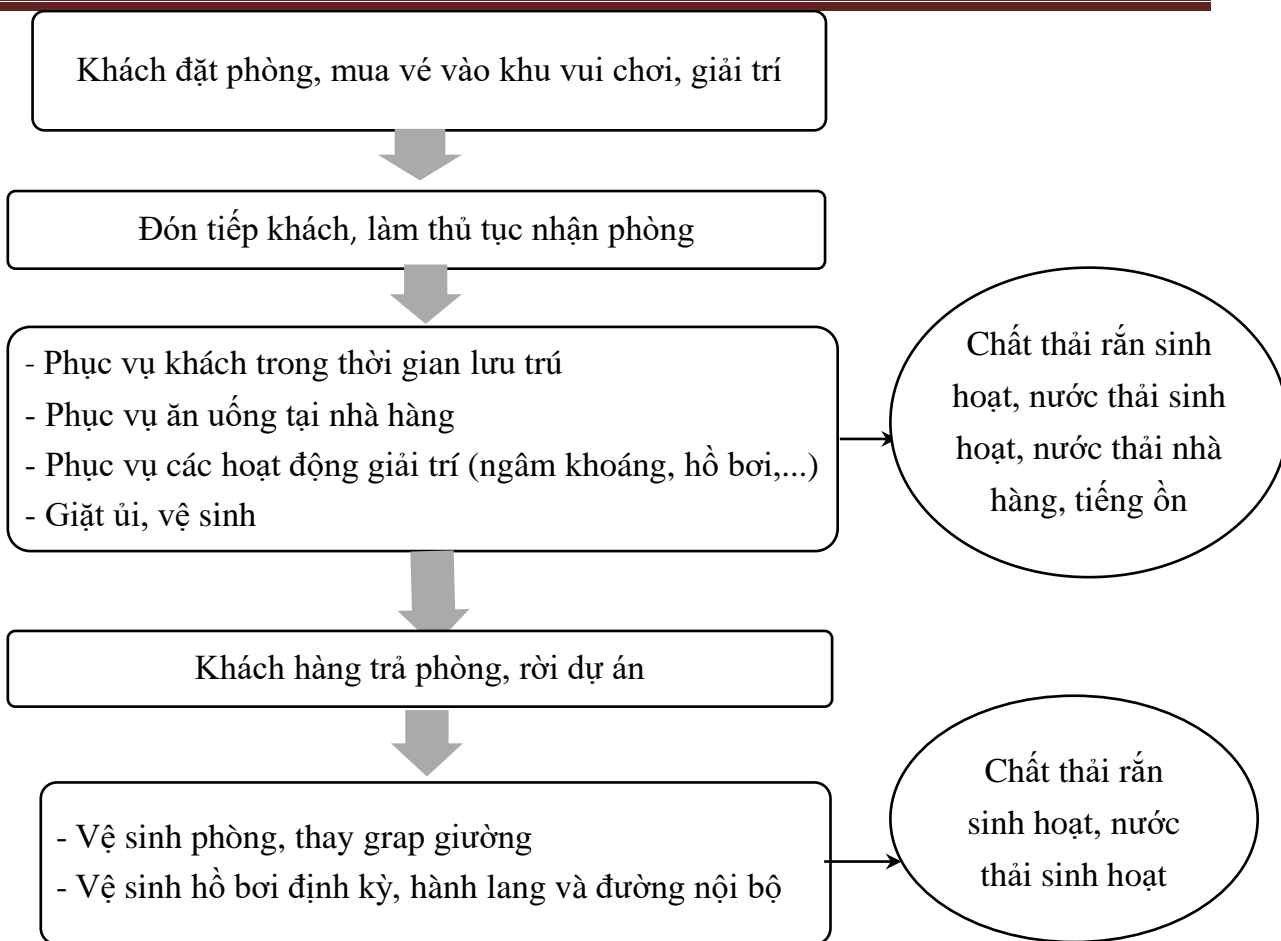 Khách đặt phòng, mua vé vào khu vui chơi, giải trí
Đón tiếp khách, làm thủ tục nhận phòng
- Phục vụ khách trong thời gian lưu trú
- Phục vụ ăn uống tại nhà hàng
- Phục vụ các hoạt động giải trí (ngâm khoáng, hồ bơi,...)
- Giặt ủi, vệ sinh
Chất thải rắn sinh
hoạt, nước thải sinh
hoạt, nước thải nhà
hàng, tiếng ồn
Khách hàng trả phòng, rời dự án
- Vệ sinh phòng, thay grap giường
- Vệ sinh hồ bơi định kỳ, hành lang và đường nội bộ
Chất thải rắn
sinh hoạt, nước
thải sinh hoạt